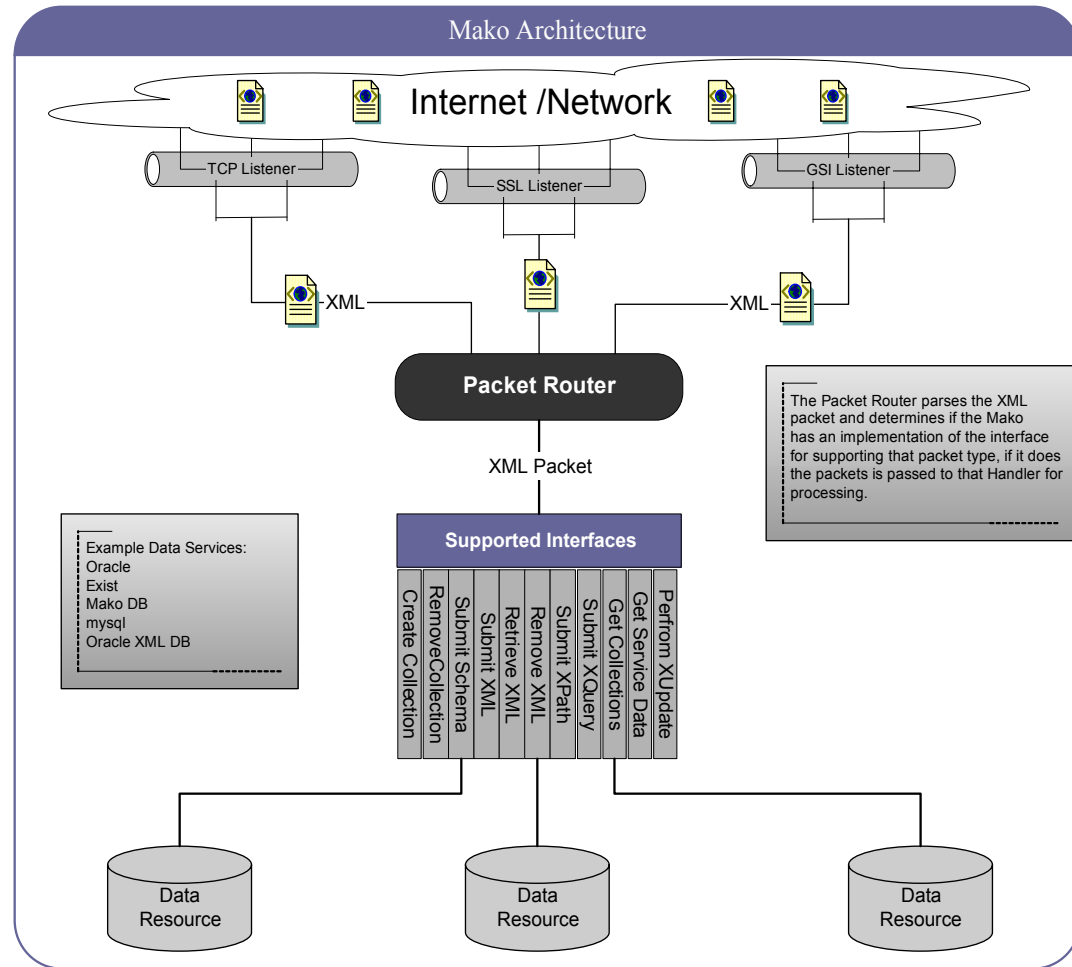 Mako Architecture
Internet /Network
TCP Listener
SSL Listener
GSI Listener
XML
XML
Packet Router
The Packet Router parses the XML
packet and determines if the Mako
has an implementation of the interface
for supporting that packet type, if it does
the packets is passed to that Handler for
processing.
XML Packet
Supported Interfaces
Example Data Services:
Oracle
Exist
Mako DB
mysql
Oracle XML DB
Create Collection
RemoveCollection
Submit Schema
Submit XML
Retrieve XML
Remove XML
Submit XPath
Submit XQuery
Get Collections
Get Service Data
Perfrom XUpdate
Data
Resource
Data
Resource
Data
Resource